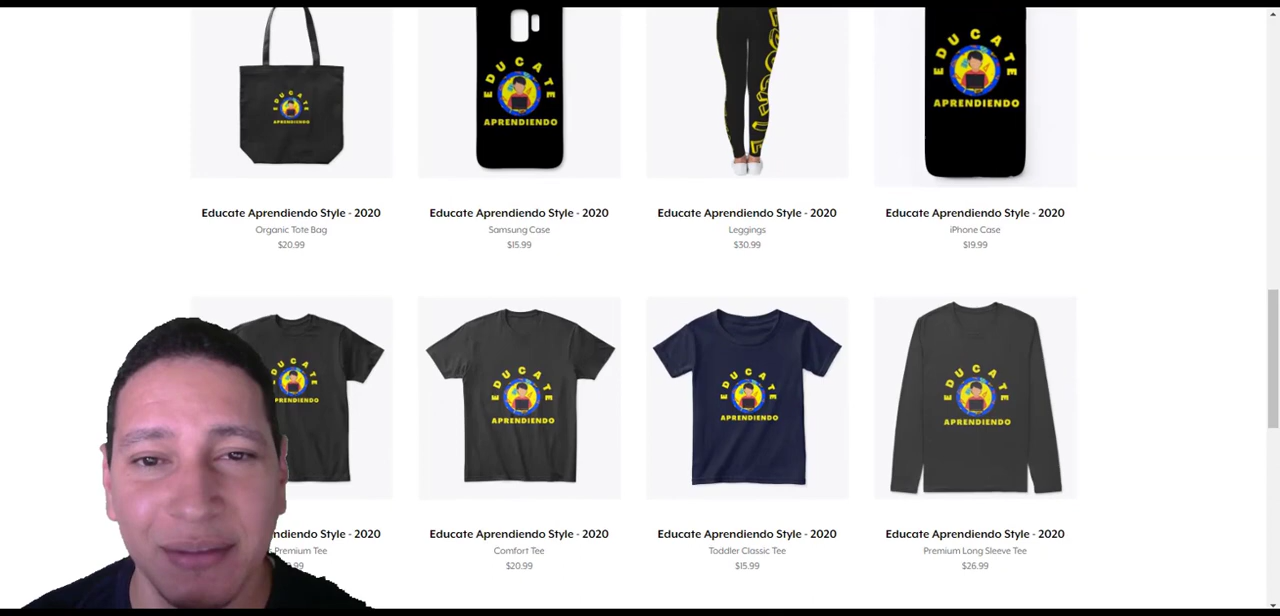 EDUCATE
APRENDIENDO
EDUCATE
APRENDIENDO
EDUCATE
APRENDIENDO
Educate Aprendiendo Style - 2020
Organic Tote Bag
$20.99
Educate Aprendiendo Style - 2020
Samsung Case
$15.99
Educate Aprendiendo Style - 2020
Leggings
$30.99
Educate Aprendiendo Style - 2020
iPhone Case
$19.99
EDUCATE
APRENDIENDO
EDUCATE
APRENDIENDO
EDUCATE
APRENDIENDO
EDUCATE
APRENDIENDO
Style - 2020
Premium Tee
Educate Aprendiendo Style - 2020
Comfort Tee
$20.99
Educate Aprendiendo Style - 2020
Toddler Classic Tee
$15.99
Educate Aprendiendo Style - 2020
Premium Long Sleeve Tee
$26.99